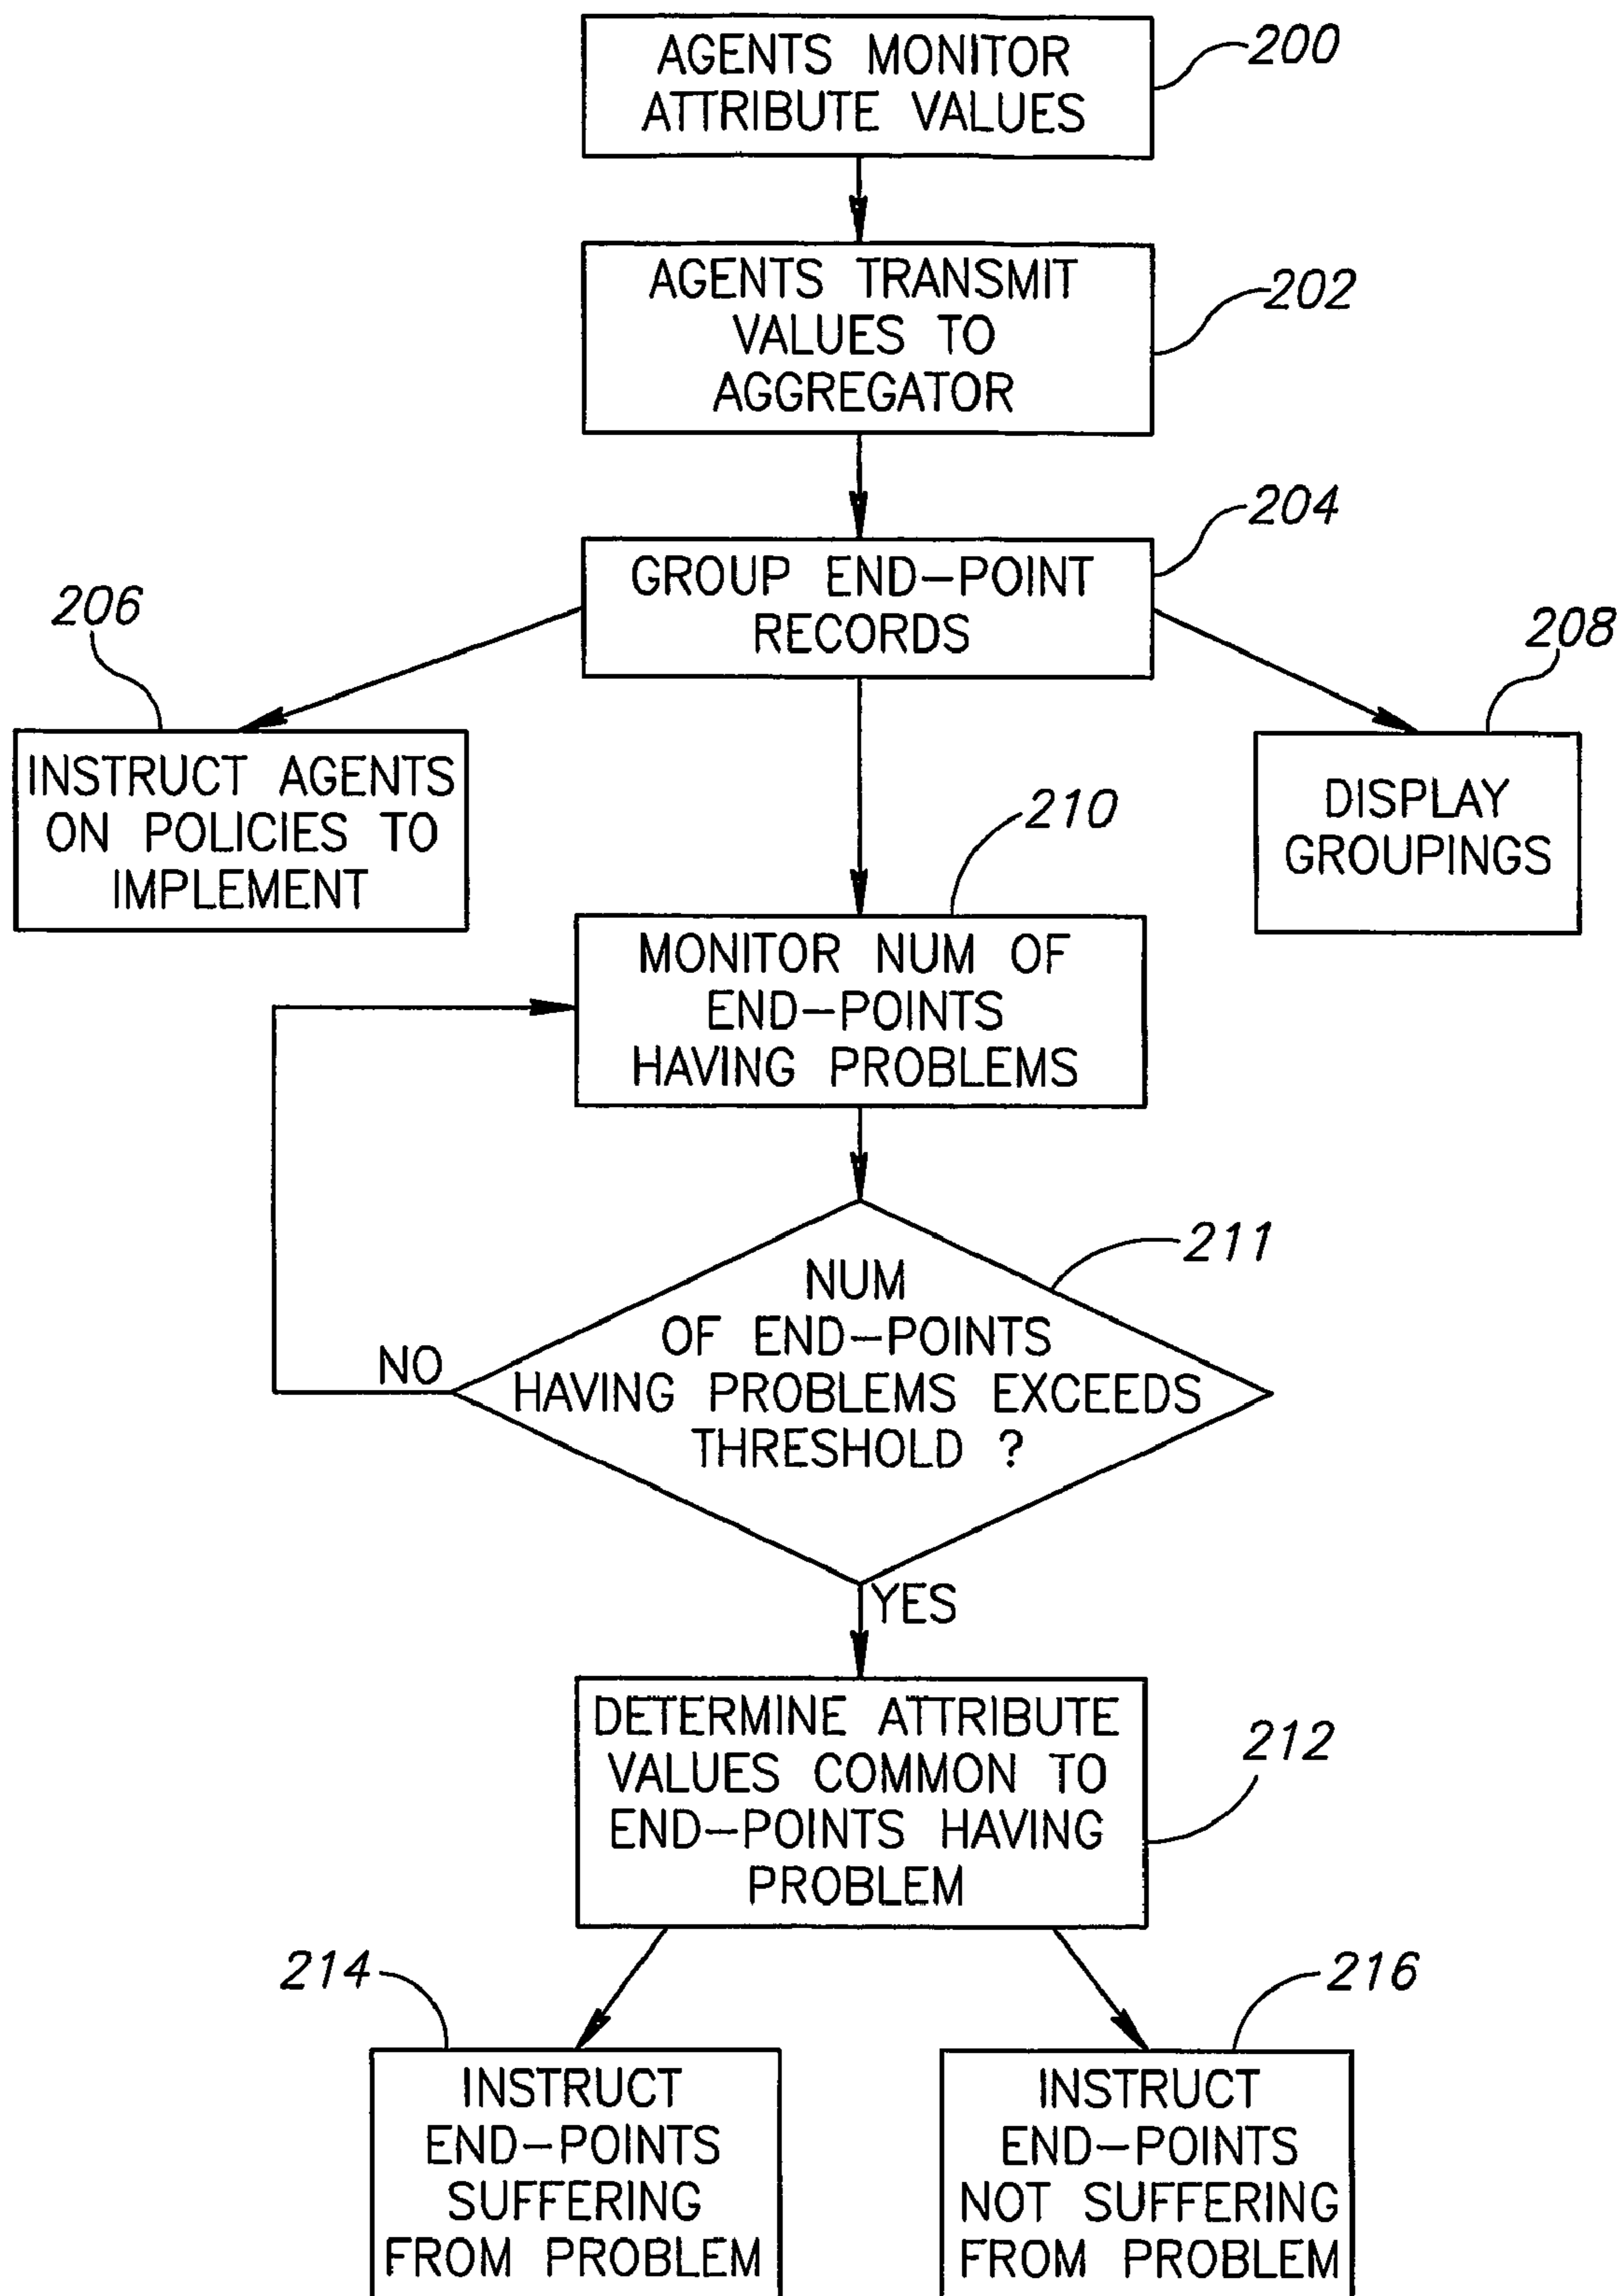 AGENTS MONITOR
ATTRIBUTE VALUES
200
AGENTS TRANSMIT
VALUES TO
AGGREGATOR
202
204
GROUP END-POINT
RECORDS
206
208
INSTRUCT AGENTS
ON POLICIES TO
IMPLEMENT
DISPLAY
GROUPINGS
210
MONITOR NUM OF
END-POINTS
HAVING PROBLEMS
211
NUM
OF END-POINTS
HAVING PROBLEMS EXCEEDS
THRESHOLD ?
NO
YES
DETERMINE ATTRIBUTE
VALUES COMMON TO
END-POINTS HAVING
PROBLEM
212
214
216
INSTRUCT
END-POINTS
SUFFERING
FROM PROBLEM
INSTRUCT
END-POINTS
NOT SUFFERING
FROM PROBLEM